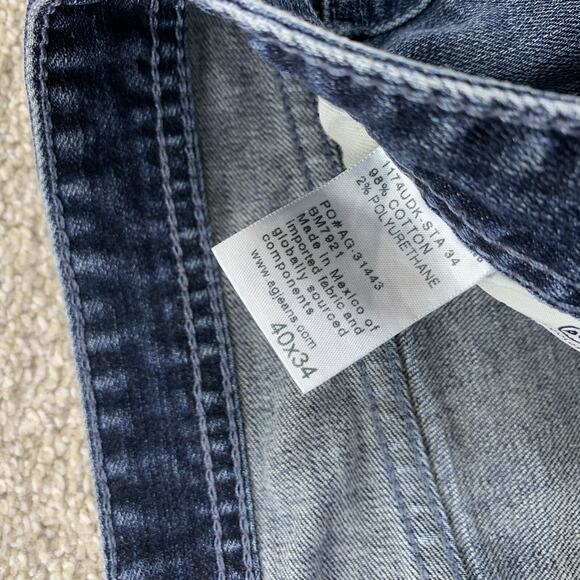 1174UDK-STA 34
98% COTTON
2% POLYURETHANE
PO#AG-31443
BM7921
Made in Mexico of
imported fabric and
globally sourced
components
www.agjeans.com
40x34